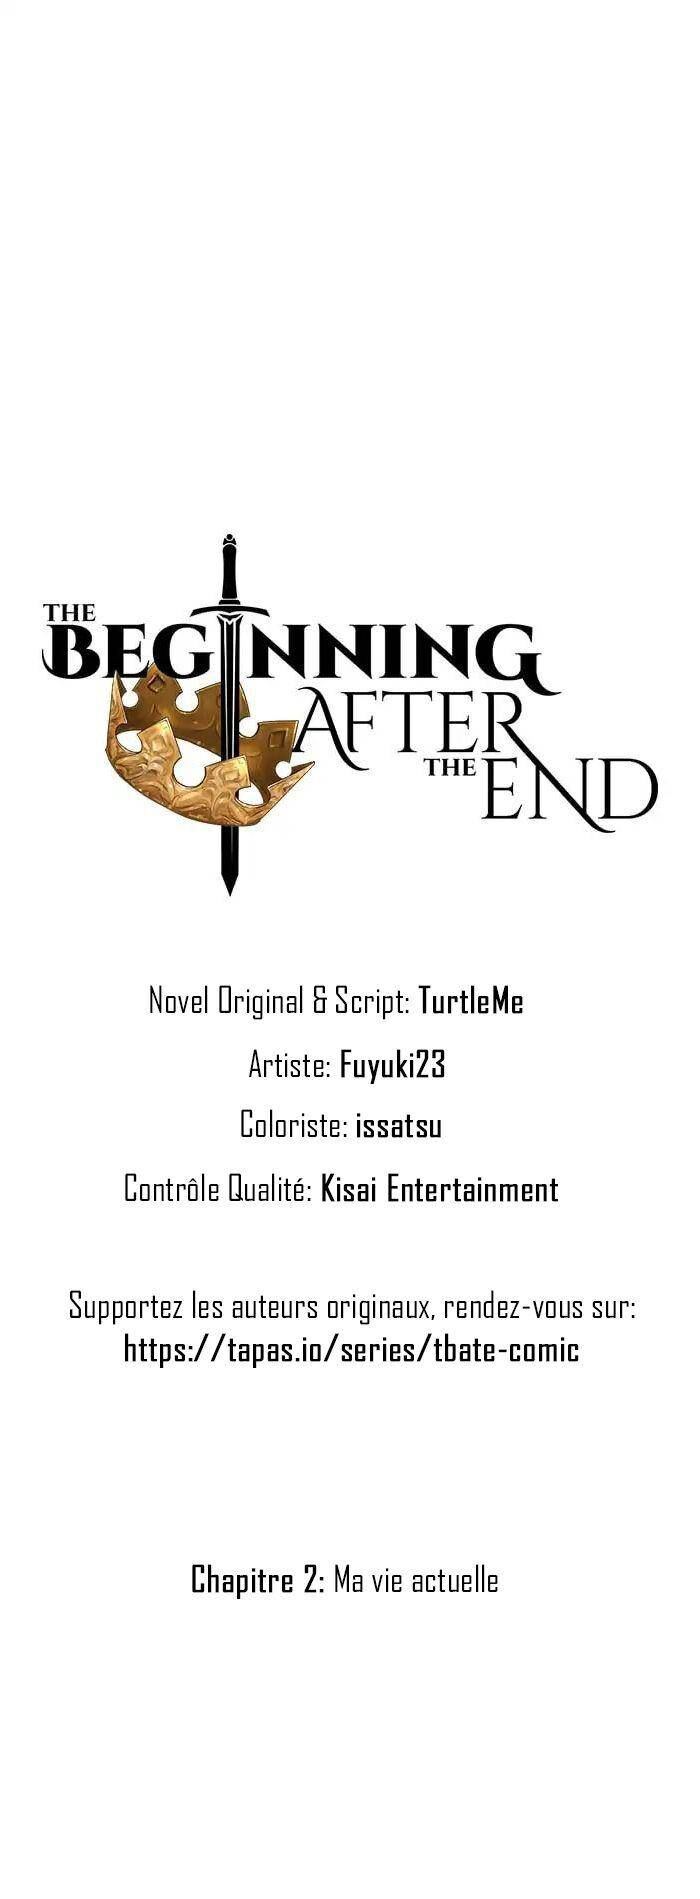 THE
BEGINNING
AFTER
THE END
Novel Original & Script: TurtleMe
Artiste: Fuyuki23
Coloriste: issatsu
Contrôle Qualité: Kisai Entertainment
Supportez les auteurs originaux, rendez-vous sur:
https://tapas.io/series/tbate-comic
Chapitre 2: Ma vie actuelle